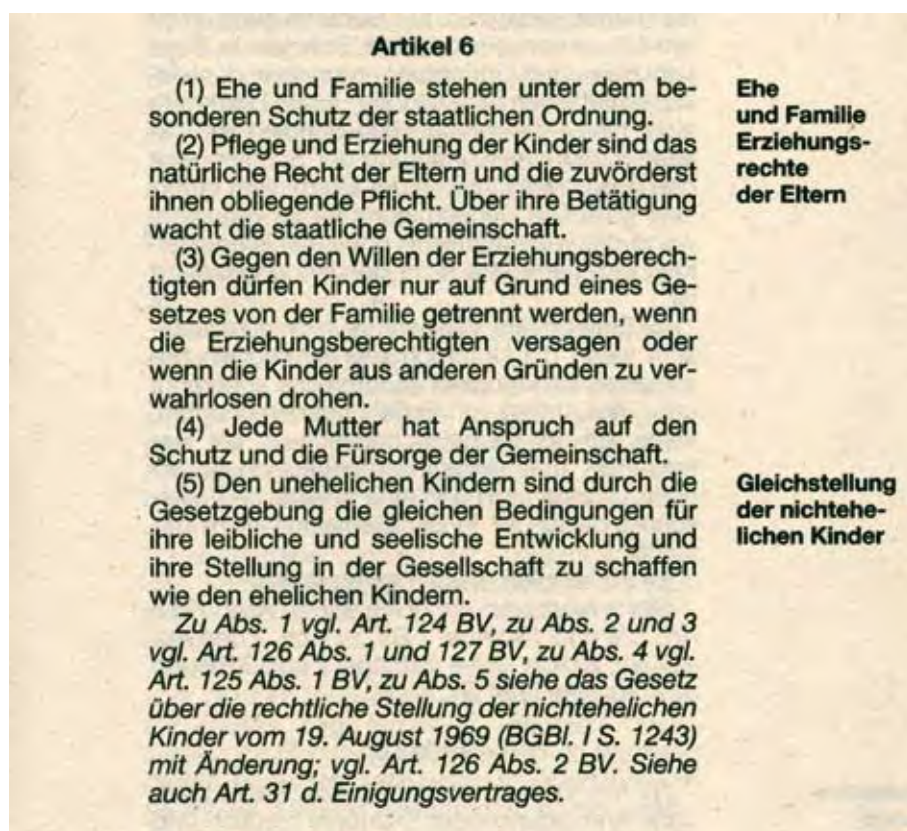 Artikel 6
(1) Ehe und Familie stehen unter dem be-
sonderen Schutz der staatlichen Ordnung.
(2) Pflege und Erziehung der Kinder sind das
natürliche Recht der Eltern und die zuvörderst
ihnen obliegende Pflicht. Über ihre Betätigung
wacht die staatliche Gemeinschaft.
(3) Gegen den Willen der Erziehungsberech-
tigten dürfen Kinder nur auf Grund eines Ge-
setzes von der Familie getrennt werden, wenn
die Erziehungsberechtigten versagen oder
wenn die Kinder aus anderen Gründen zu ver-
wahrlosen drohen.
(4) Jede Mutter hat Anspruch auf den
Schutz und die Fürsorge der Gemeinschaft.
(5) Den unehelichen Kindern sind durch die
Gesetzgebung die gleichen Bedingungen für
ihre leibliche und seelische Entwicklung und
ihre Stellung in der Gesellschaft zu schaffen
wie den ehelichen Kindern.
Zu Abs. 1 vgl. Art. 124 BV, zu Abs. 2 und 3
vgl. Art. 126 Abs. 1 und 127 BV, zu Abs. 4 vgl.
Art. 125 Abs. 1 BV, zu Abs. 5 siehe das Gesetz
über die rechtliche Stellung der nichtehelichen
Kinder vom 19. August 1969 (BGBl. I S. 1243)
mit Änderung; vgl. Art. 126 Abs. 2 BV. Siehe
auch Art. 31 d. Einigungsvertrages.
Ehe
und Familie
Erziehungs-
rechte
der Eltern
Gleichstellung
der nichtehe-
lichen Kinder